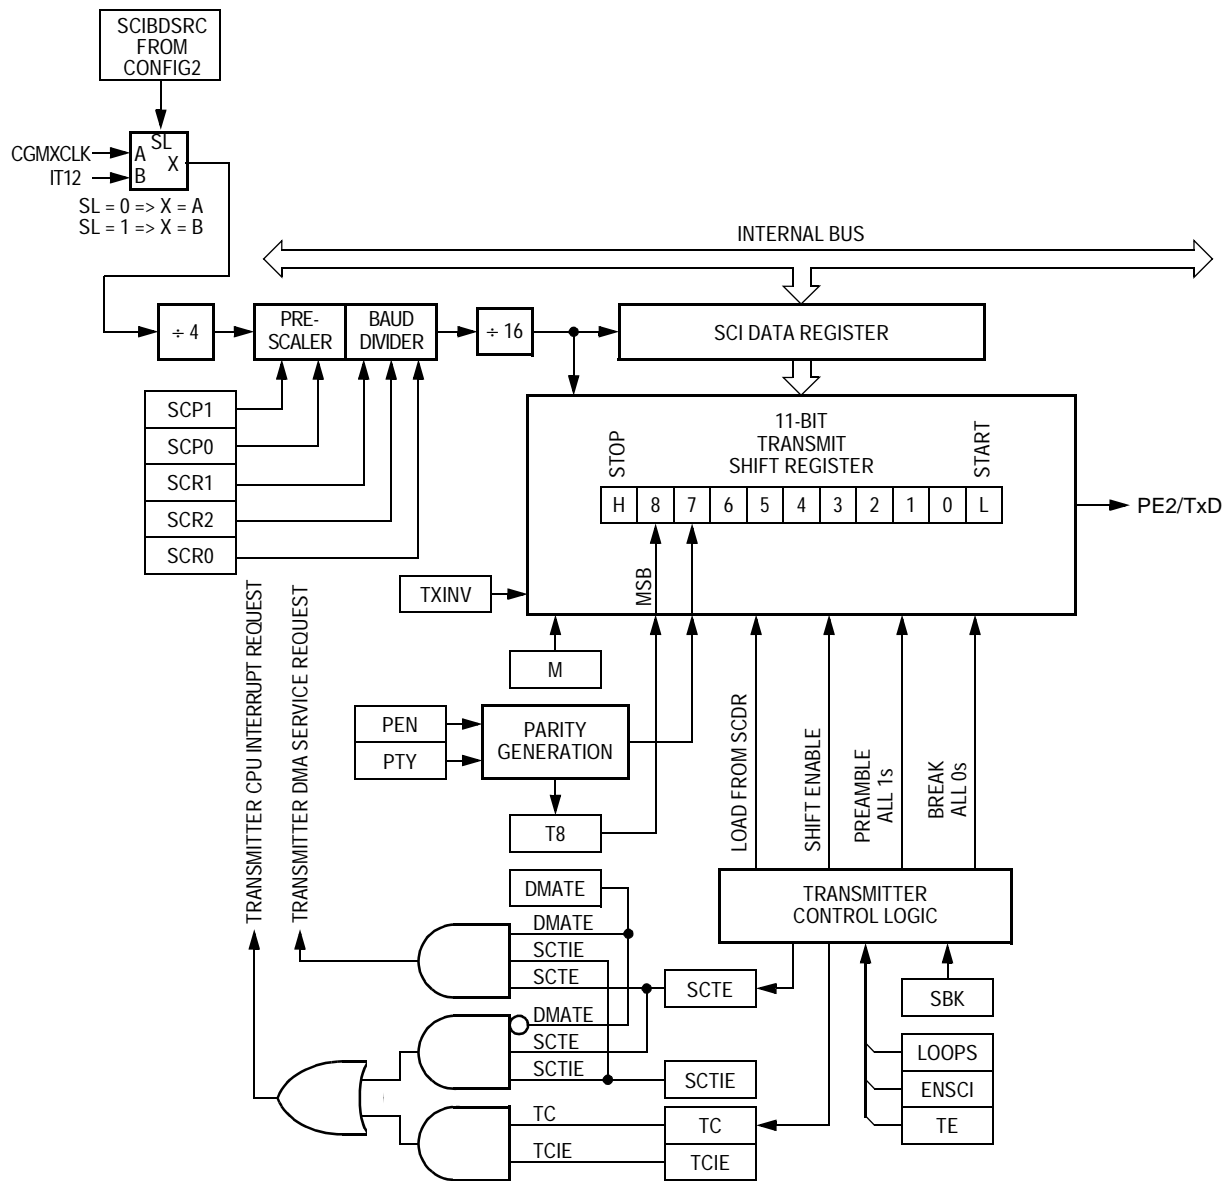 SCIBDSRC
FROM
CONFIG2
SL
CGMXCLK
A
X
IT12
B
SL = 0 => X = A
SL = 1 => X = B
INTERNAL BUS
÷ 4
PRE-
SCALER
BAUD
DIVIDER
÷ 16
SCI DATA REGISTER
SCP1
SCP0
SCR1
SCR2
SCR0
11-BIT
TRANSMIT
SHIFT REGISTER
STOP
START
H 8 7 6 5 4 3 2 1 0 L
PE2/TxD
TXINV
MSB
M
PEN
PTY
PARITY
GENERATION
T8
TRANSMITTER CPU INTERRUPT REQUEST
TRANSMITTER DMA SERVICE REQUEST
LOAD FROM SCDR
SHIFT ENABLE
PREAMBLE
ALL 1s
BREAK
ALL 0s
DMATE
TRANSMITTER
CONTROL LOGIC
DMATE
SCTIE
SCTE
SCTE
SBK
DMATE
SCTE
SCTIE
SCTIE
LOOPS
ENSCI
TE
TC
TC
TCIE
TCIE